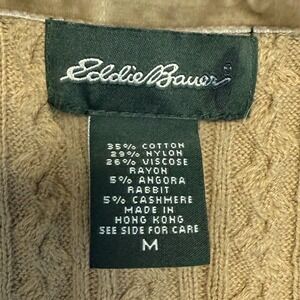 Eddie Bauer
35% COTTON
29% NYLON
26% VISCOSE
RAYON
5% ANGORA
RABBIT
5% CASHMERE
MADE IN
HONG KONG
SEE SIDE FOR CARE
M